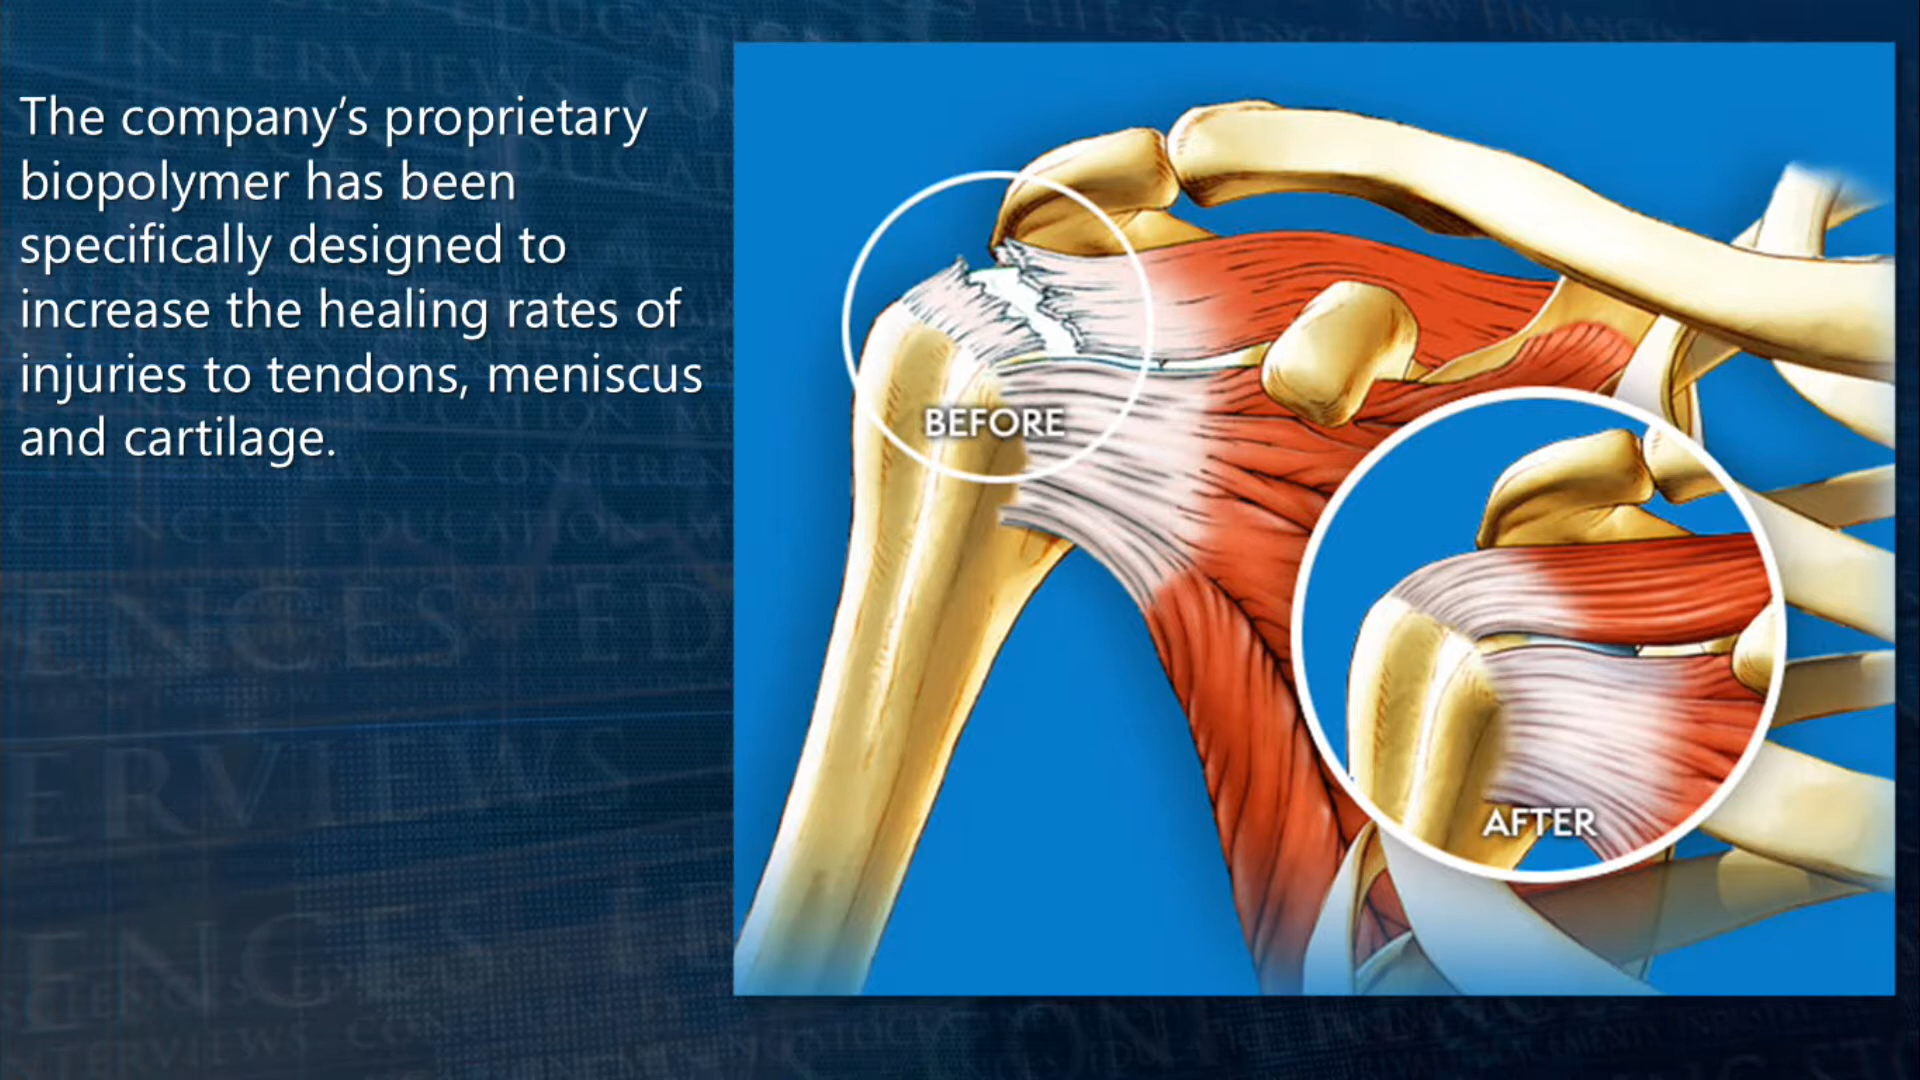 The company’s proprietary
biopolymer has been
specifically designed to
increase the healing rates of
injuries to tendons, meniscus
and cartilage.
BEFORE
AFTER